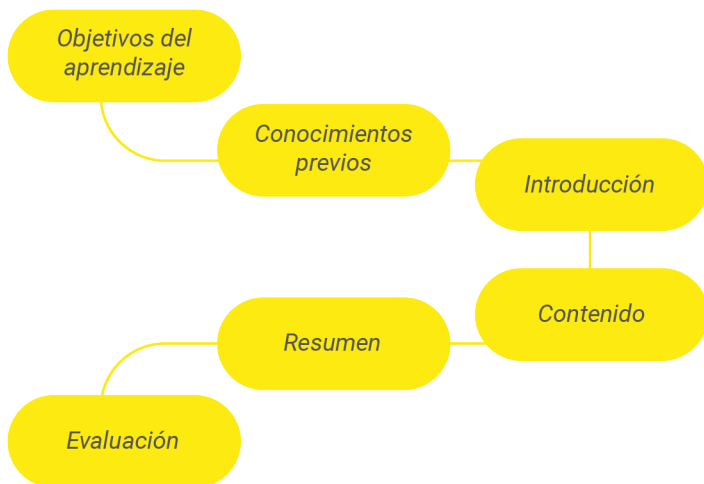 Objetivos del
aprendizaje
Conocimientos
previos
Introducción
Contenido
Resumen
Evaluación